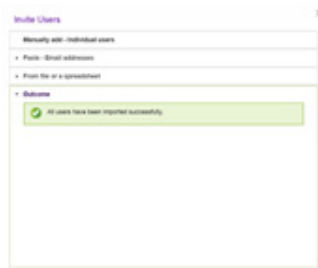 Invite Users
Manually add - Individual users
Paste - Email addresses
From file or a spreadsheet
Outcome
All users have been imported successfully.